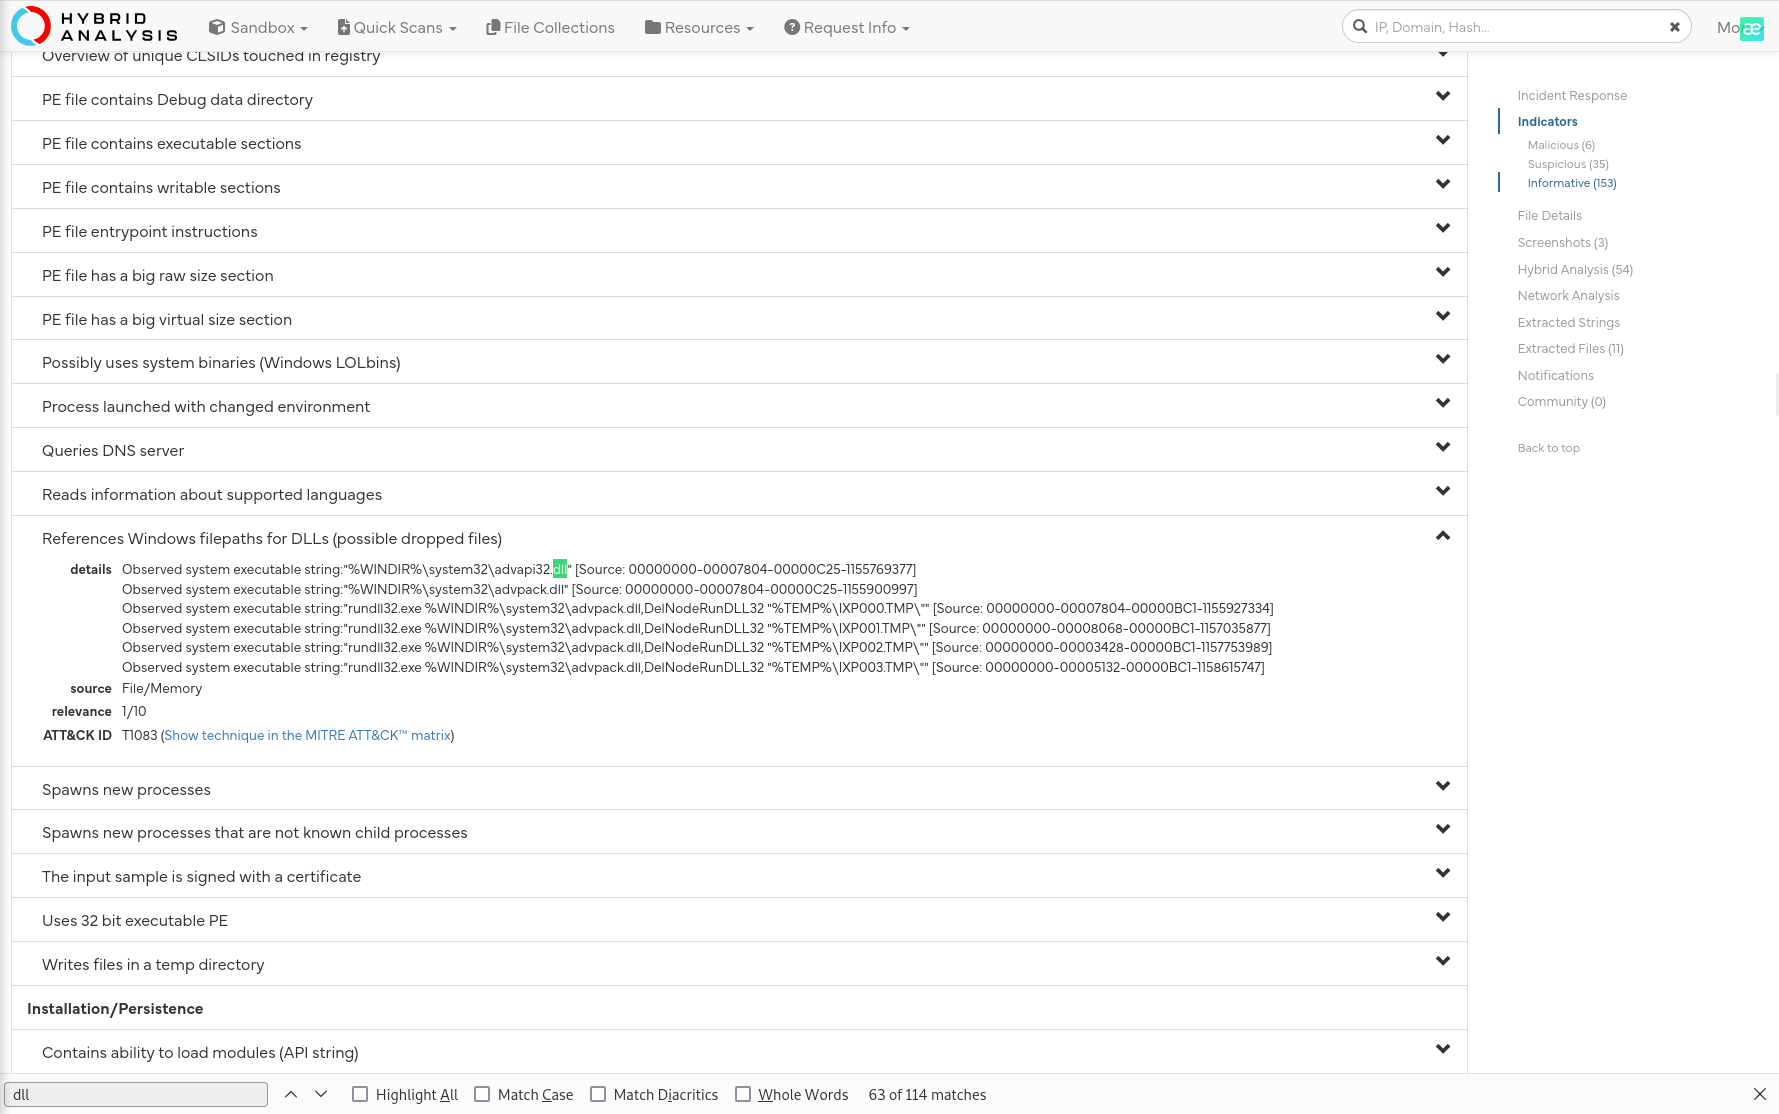 HYBRID
ANALYSIS
Sandbox
Quick Scans
File Collections
Resources
Request Info
IP, Domain, Hash...
Mo
æ
Overview of unique CLSIDs touched in registry
PE file contains Debug data directory
PE file contains executable sections
PE file contains writable sections
PE file entrypoint instructions
PE file has a big raw size section
PE file has a big virtual size section
Possibly uses system binaries (Windows LOLbins)
Process launched with changed environment
Queries DNS server
Reads information about supported languages
References Windows filepaths for DLLs (possible dropped files)
details Observed system executable string:"%WINDIR%\system32\advapi32.dll" [Source: 00000000-00007804-00000C25-1155769377]
Observed system executable string:"%WINDIR%\system32\advpack.dll" [Source: 00000000-00007804-00000C25-1155900997]
Observed system executable string:"rundll32.exe %WINDIR%\system32\advpack.dll,DelNodeRunDLL32 "%TEMP%\IXP000.TMP\"" [Source: 00000000-00007804-00000BC1-1155927334]
Observed system executable string:"rundll32.exe %WINDIR%\system32\advpack.dll,DelNodeRunDLL32 "%TEMP%\IXP001.TMP\"" [Source: 00000000-00008068-00000BC1-1157035877]
Observed system executable string:"rundll32.exe %WINDIR%\system32\advpack.dll,DelNodeRunDLL32 "%TEMP%\IXP002.TMP\"" [Source: 00000000-00003428-00000BC1-1157753989]
Observed system executable string:"rundll32.exe %WINDIR%\system32\advpack.dll,DelNodeRunDLL32 "%TEMP%\IXP003.TMP\"" [Source: 00000000-00005132-00000BC1-1158615747]
source File/Memory
relevance 1/10
ATT&CK ID T1083 (Show technique in the MITRE ATT&CK™ matrix)
Spawns new processes
Spawns new processes that are not known child processes
The input sample is signed with a certificate
Uses 32 bit executable PE
Writes files in a temp directory
Installation/Persistence
Contains ability to load modules (API string)
Incident Response
Indicators
Malicious (6)
Suspicious (35)
Informative (153)
File Details
Screenshots (3)
Hybrid Analysis (54)
Network Analysis
Extracted Strings
Extracted Files (11)
Notifications
Community (0)
Back to top
dll
Highlight All
Match Case
Match Diacritics
Whole Words
63 of 114 matches